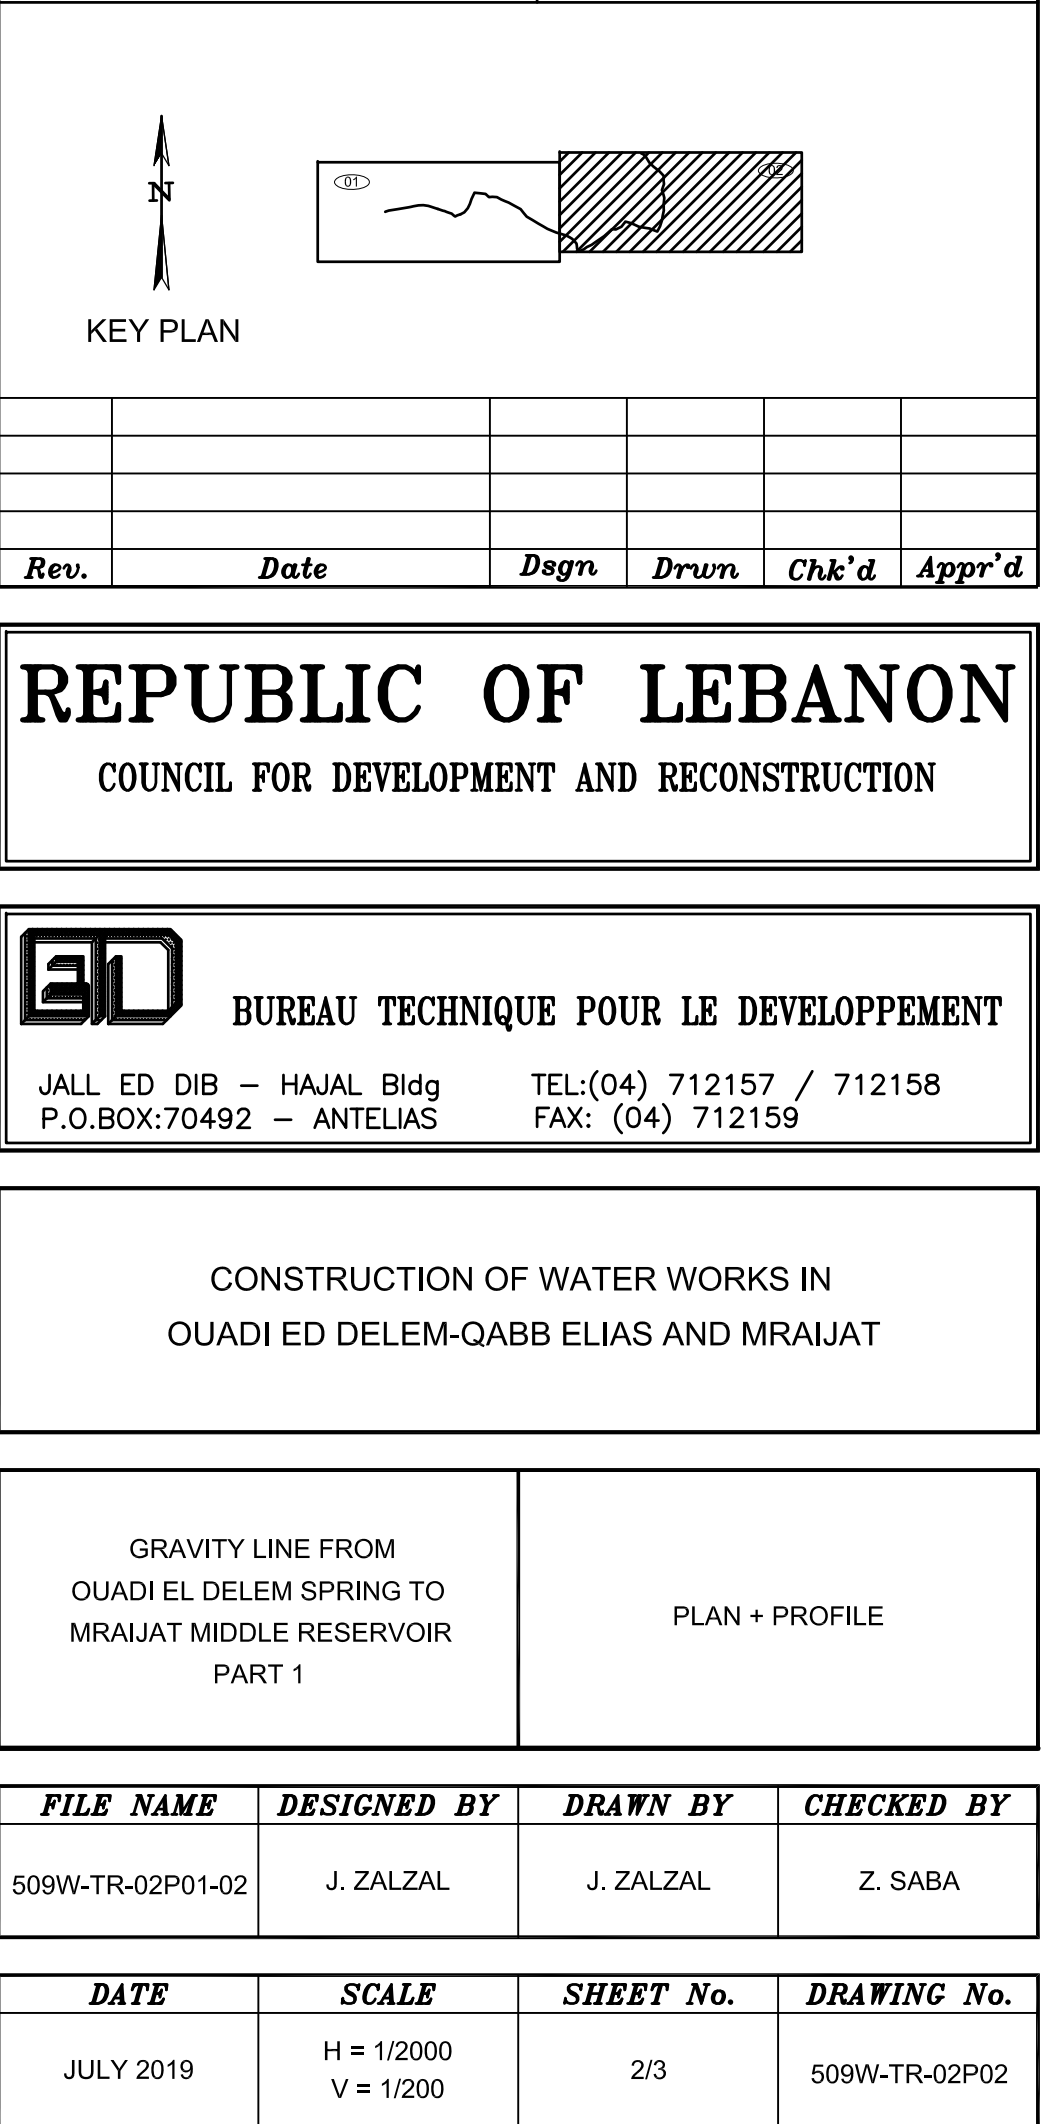 01
02
N
KEY PLAN
Rev. Date Dsgn Drwn Chk'd Appr'd
REPUBLIC OF LEBANON
COUNCIL FOR DEVELOPMENT AND RECONSTRUCTION
BTD
BUREAU TECHNIQUE POUR LE DEVELOPPEMENT
JALL ED DIB – HAJAL Bldg TEL:(04) 712157 / 712158
P.O.BOX:70492 – ANTELIAS FAX: (04) 712159
CONSTRUCTION OF WATER WORKS IN
OUADI ED DELEM-QABB ELIAS AND MRAIJAT
GRAVITY LINE FROM
OUADI EL DELEM SPRING TO
MRAIJAT MIDDLE RESERVOIR
PART 1
PLAN + PROFILE
FILE NAME DESIGNED BY DRAWN BY CHECKED BY
509W-TR-02P01-02 J. ZALZAL J. ZALZAL Z. SABA
DATE SCALE SHEET No. DRAWING No.
JULY 2019 H = 1/2000 2/3 509W-TR-02P02
V = 1/200